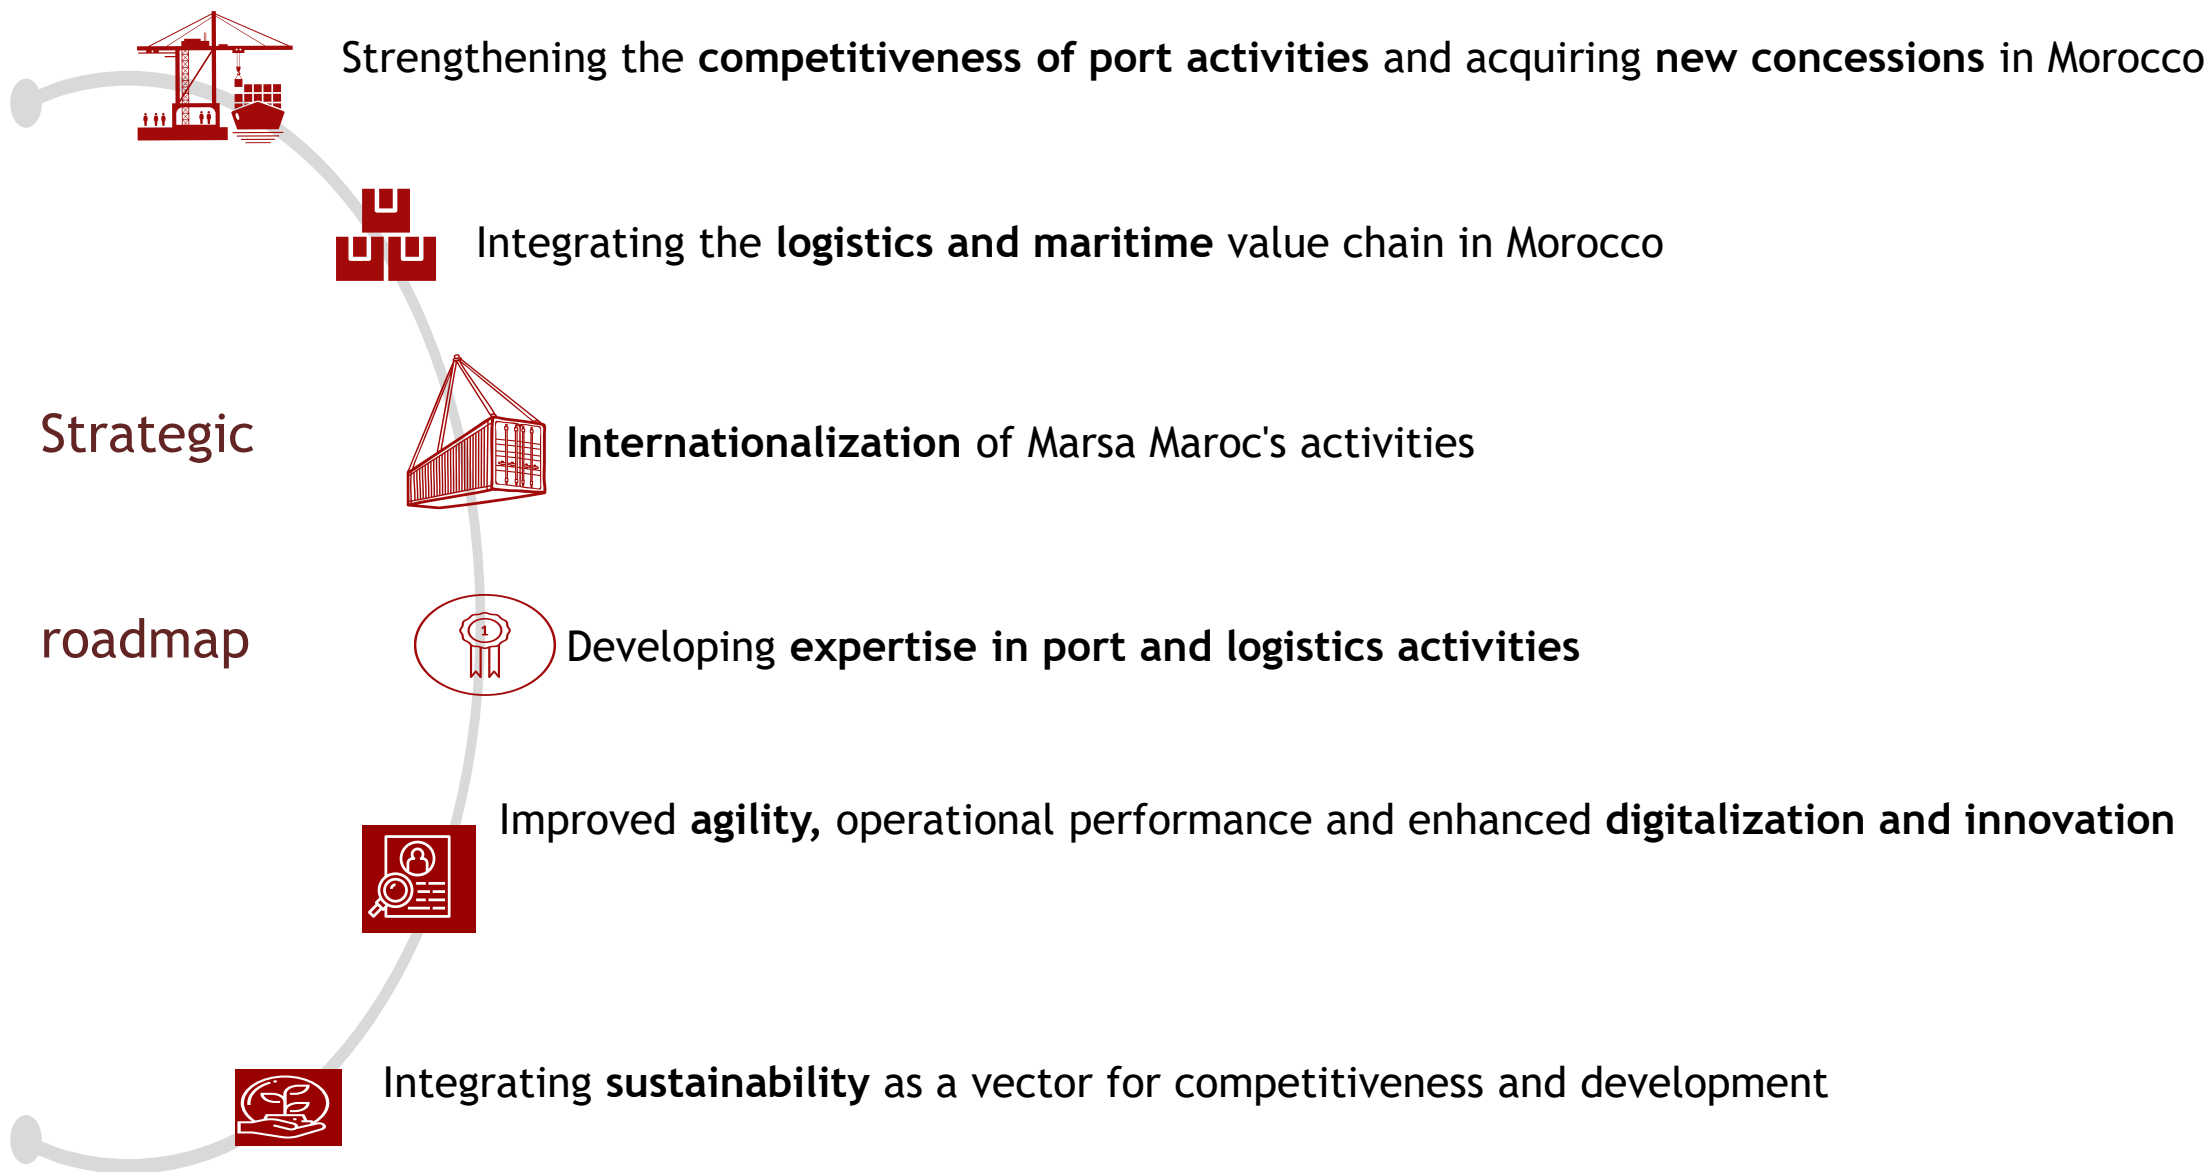 Strengthening the competitiveness of port activities and acquiring new concessions in Morocco
Integrating the logistics and maritime value chain in Morocco
Strategic
Internationalization of Marsa Maroc's activities
roadmap
1
Developing expertise in port and logistics activities
Improved agility, operational performance and enhanced digitalization and innovation
Integrating sustainability as a vector for competitiveness and development